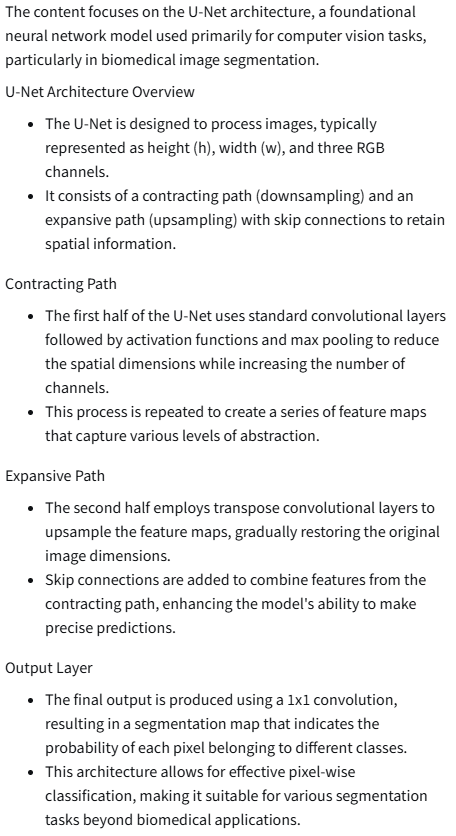 The content focuses on the U-Net architecture, a foundational
neural network model used primarily for computer vision tasks,
particularly in biomedical image segmentation.
U-Net Architecture Overview
• The U-Net is designed to process images, typically
represented as height (h), width (w), and three RGB
channels.
• It consists of a contracting path (downsampling) and an
expansive path (upsampling) with skip connections to retain
spatial information.
Contracting Path
• The first half of the U-Net uses standard convolutional layers
followed by activation functions and max pooling to reduce
the spatial dimensions while increasing the number of
channels.
• This process is repeated to create a series of feature maps
that capture various levels of abstraction.
Expansive Path
• The second half employs transpose convolutional layers to
upsample the feature maps, gradually restoring the original
image dimensions.
• Skip connections are added to combine features from the
contracting path, enhancing the model's ability to make
precise predictions.
Output Layer
• The final output is produced using a 1x1 convolution,
resulting in a segmentation map that indicates the
probability of each pixel belonging to different classes.
• This architecture allows for effective pixel-wise
classification, making it suitable for various segmentation
tasks beyond biomedical applications.